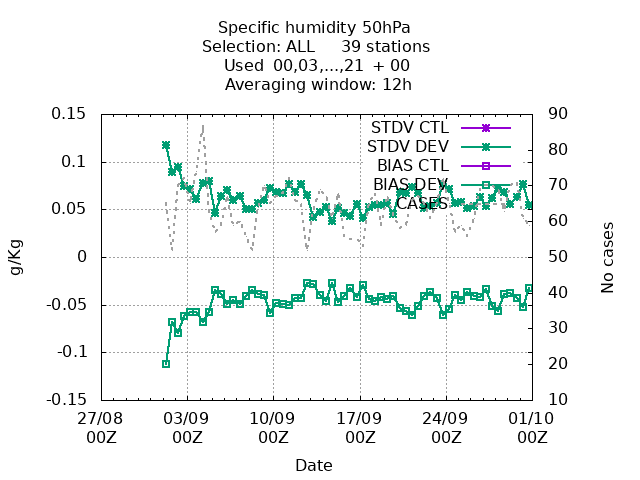 Specific humidity 50hPa
Selection: ALL 39 stations
Used 00,03,...,21 + 00
Averaging window: 12h
STDV CTL
STDV DEV
BIAS CTL
BIAS DEV
CASES
0.15
0.1
0.05
0
-0.05
-0.1
-0.15
g/Kg
90
80
70
60
50
40
30
20
10
No cases
27/08 03/09 10/09 17/09 24/09 01/10
00Z 00Z 00Z 00Z 00Z 00Z
Date